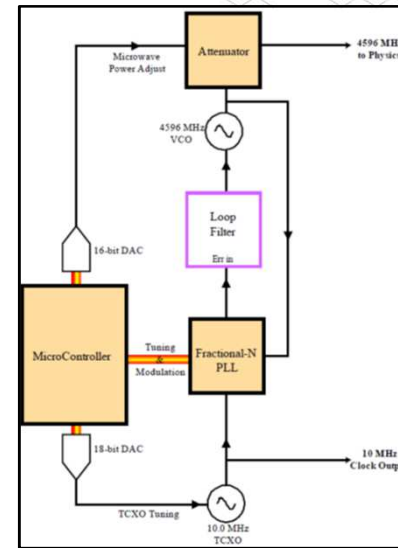 Attenuator
4596 MHz
to Physics
Microwave
Power Adjust
4596 MHz
VCO
Loop
Filter
Err in
16-bit DAC
MicroController
Tuning
&
Modulation
Fractional-N
PLL
18-bit DAC
10 MHz
Clock Outp
TCXO Tuning
10.0 MHz
TCXO